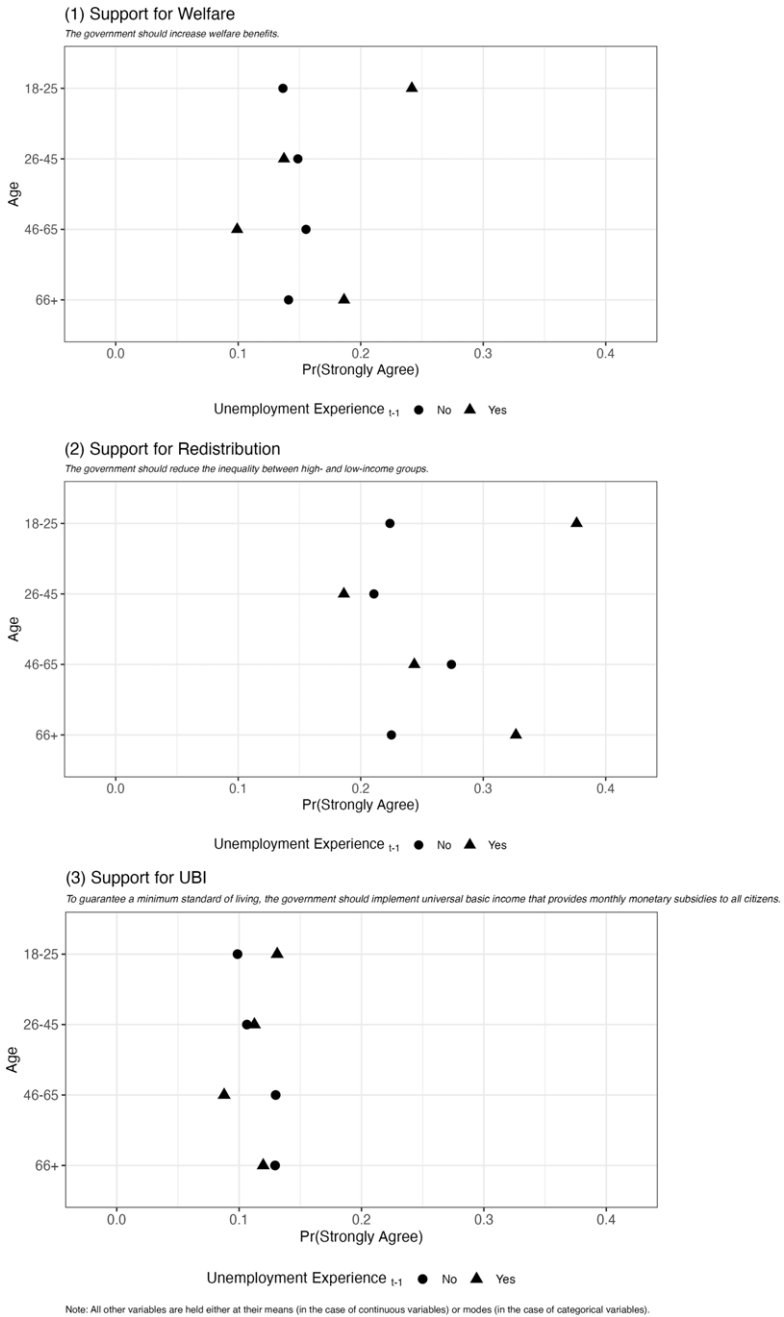 (1) Support for Welfare
The government should increase welfare benefits.
18-25
26-45
46-65
66+
Age
0.0 0.1 0.2 0.3 0.4
Pr(Strongly Agree)
Unemployment Experience t-1 No Yes
(2) Support for Redistribution
The government should reduce the inequality between high- and low-income groups.
18-25
26-45
46-65
66+
Age
0.0 0.1 0.2 0.3 0.4
Pr(Strongly Agree)
Unemployment Experience t-1 No Yes
(3) Support for UBI
To guarantee a minimum standard of living, the government should implement universal basic income that provides monthly monetary subsidies to all citizens.
18-25
26-45
46-65
66+
Age
0.0 0.1 0.2 0.3 0.4
Pr(Strongly Agree)
Unemployment Experience t-1 No Yes
Note: All other variables are held either at their means (in the case of continuous variables) or modes (in the case of categorical variables).